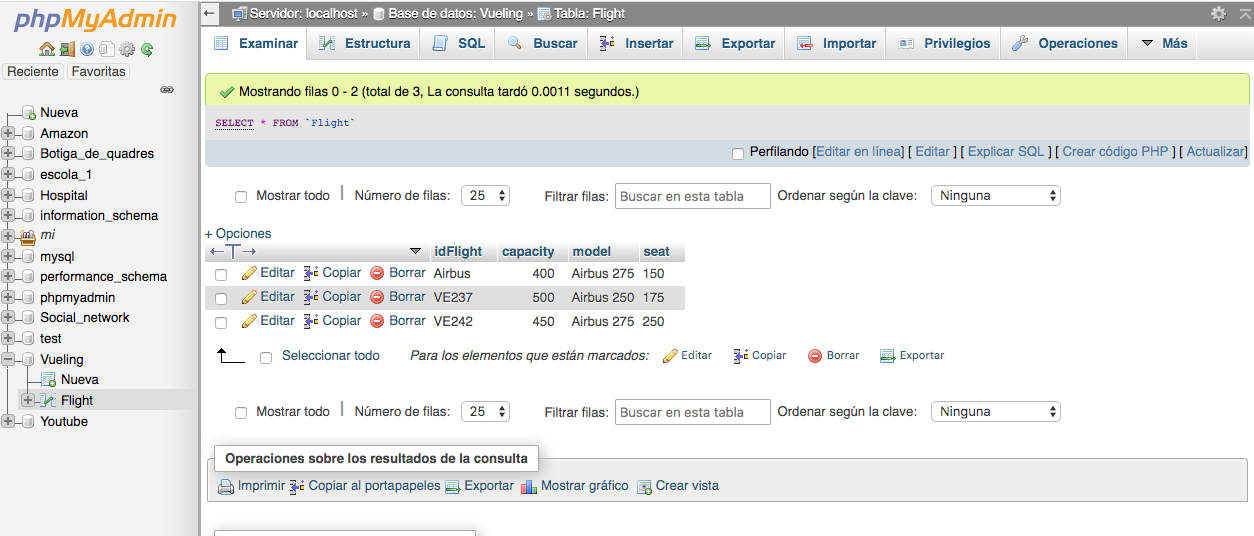 phpMyAdmin
Reciente Favoritas
Nueva
Amazon
Botiga_de_quadres
escola_1
Hospital
information_schema
mi
mysql
performance_schema
phpmyadmin
Social_network
test
Vueling
Nueva
Flight
Youtube
Servidor: localhost » Base de datos: Vueling » Tabla: Flight
Examinar Estructura SQL Buscar Insertar Exportar Importar Privilegios Operaciones Más
Mostrando filas 0 - 2 (total de 3, La consulta tardó 0.0011 segundos.)
SELECT * FROM `Flight`
Perfilando [Editar en línea] [ Editar ] [ Explicar SQL ] [ Crear código PHP ] [ Actualizar]
Mostrar todo | Número de filas: 25 Filtrar filas: Buscar en esta tabla Ordenar según la clave: Ninguna
+ Opciones
←T→ idFlight capacity model seat
Editar Copiar Borrar Airbus 400 Airbus 275 150
Editar Copiar Borrar VE237 500 Airbus 250 175
Editar Copiar Borrar VE242 450 Airbus 275 250
Seleccionar todo Para los elementos que están marcados: Editar Copiar Borrar Exportar
Mostrar todo | Número de filas: 25 Filtrar filas: Buscar en esta tabla Ordenar según la clave: Ninguna
Operaciones sobre los resultados de la consulta
Imprimir Copiar al portapapeles Exportar Mostrar gráfico Crear vista